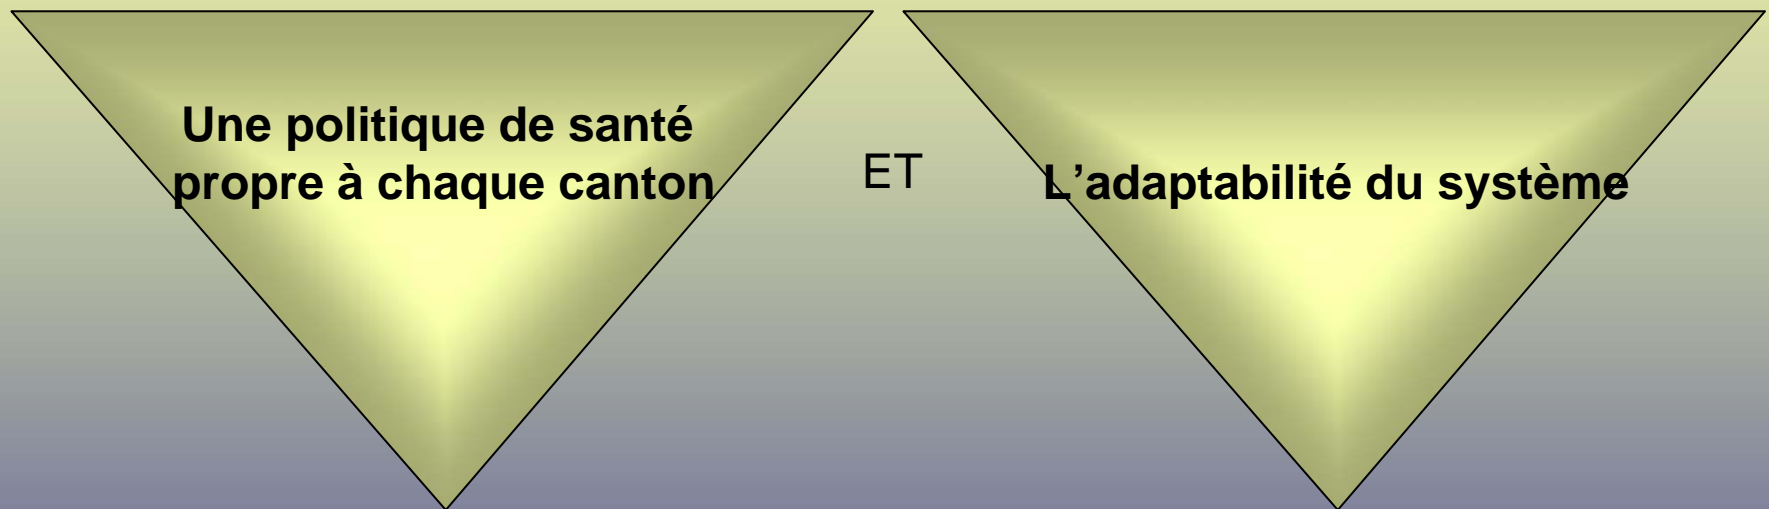 Une politique de santé
propre à chaque canton
ET
L’adaptabilité du système